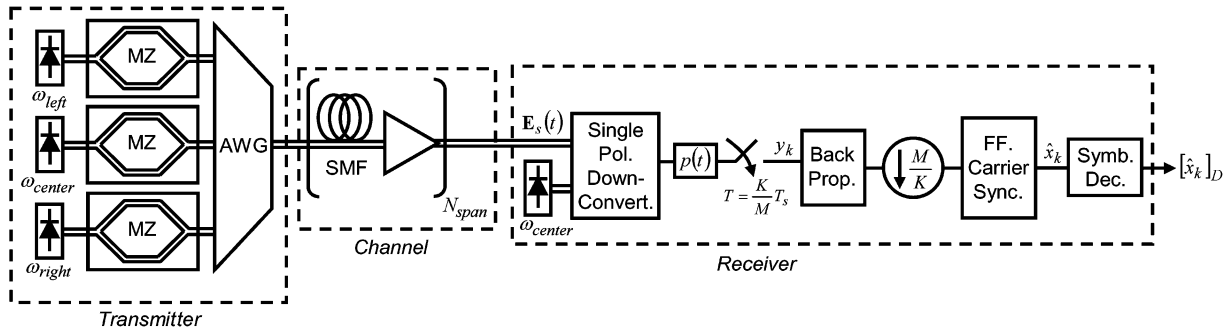 MZ
ω_left
MZ
ω_center
MZ
ω_right
AWG
Transmitter
SMF
N_span
Channel
E_s(t)
ω_center
Single
Pol.
Down-
Convert.
p(t)
T = K/M T_s
y_k
Back
Prop.
↓ M/K
FF.
Carrier
Sync.
x̂_k
Symb.
Dec.
[x̂_k]_D
Receiver